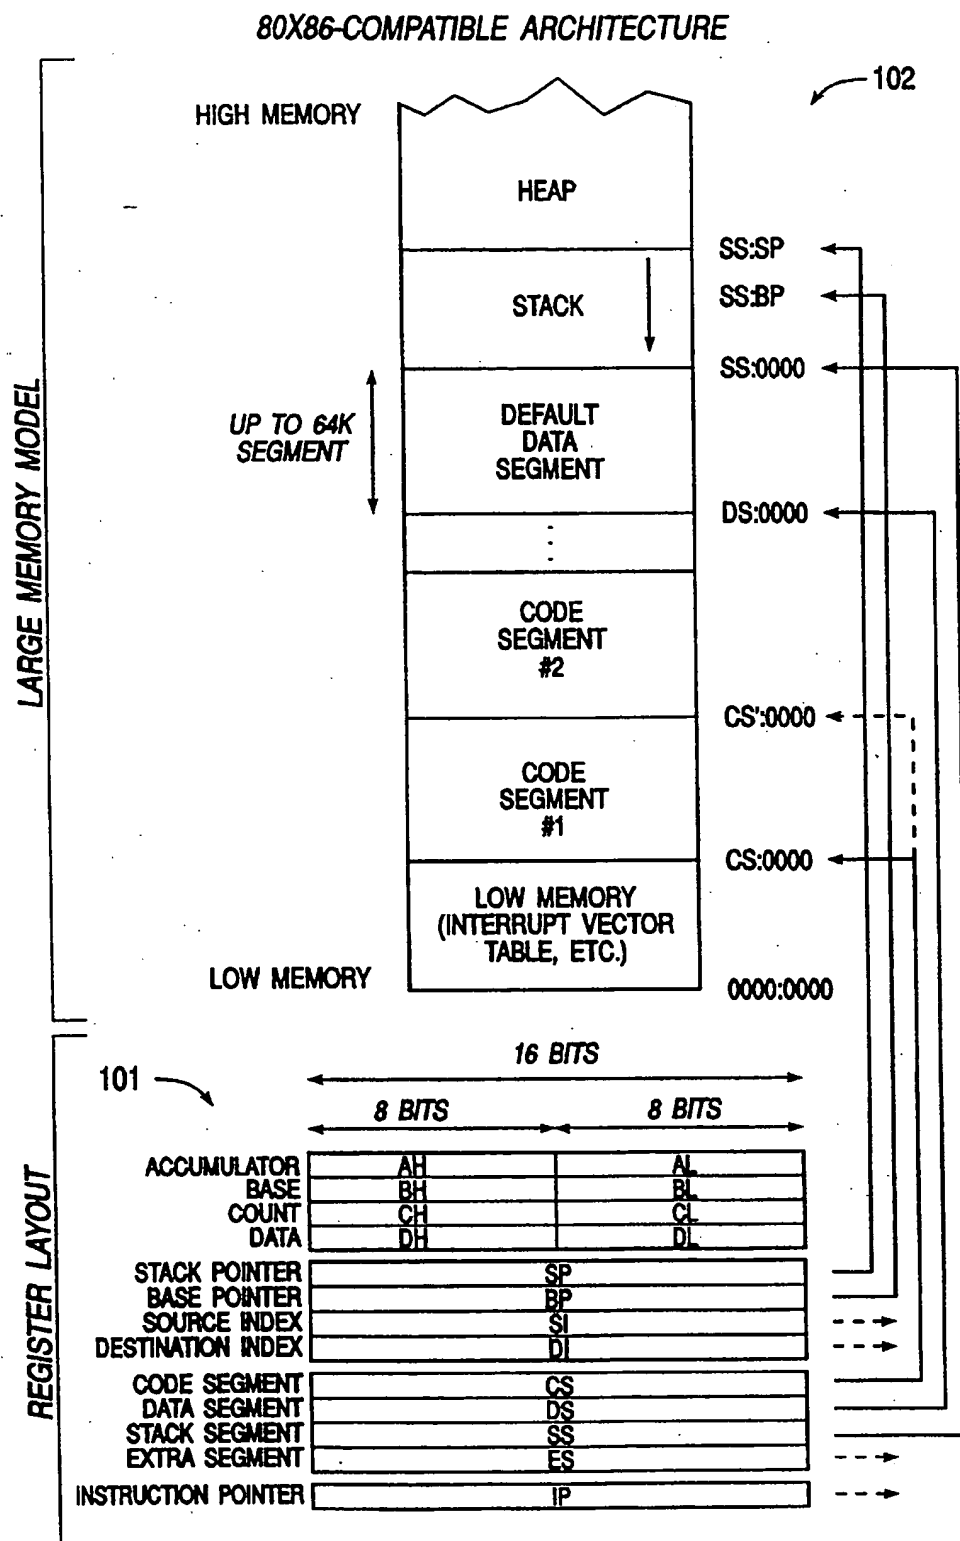 80X86-COMPATIBLE ARCHITECTURE
102
HIGH MEMORY
HEAP
SS:SP
SS:BP
STACK
SS:0000
UP TO 64K
SEGMENT
DEFAULT
DATA
SEGMENT
DS:0000
LARGE MEMORY MODEL
CODE
SEGMENT
#2
CS':0000
CODE
SEGMENT
#1
CS:0000
LOW MEMORY
(INTERRUPT VECTOR
TABLE, ETC.)
LOW MEMORY
0000:0000
16 BITS
101
8 BITS
8 BITS
REGISTER LAYOUT
ACCUMULATOR AH AL
BASE BH BL
COUNT CH CL
DATA DH DL
STACK POINTER SP
BASE POINTER BP
SOURCE INDEX SI
DESTINATION INDEX DI
CODE SEGMENT CS
DATA SEGMENT DS
STACK SEGMENT SS
EXTRA SEGMENT ES
INSTRUCTION POINTER IP